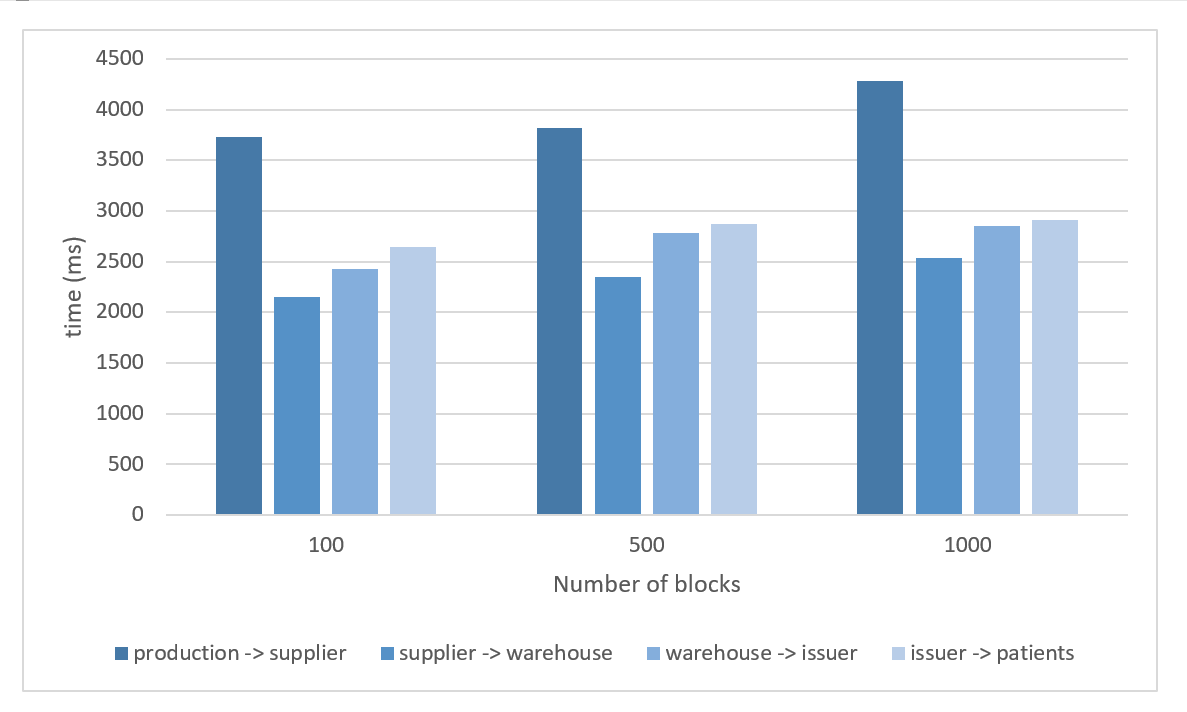 4500
4000
3500
3000
2500
2000
1500
1000
500
0
time (ms)
100 500 1000
Number of blocks
production -> supplier supplier -> warehouse warehouse -> issuer issuer -> patients